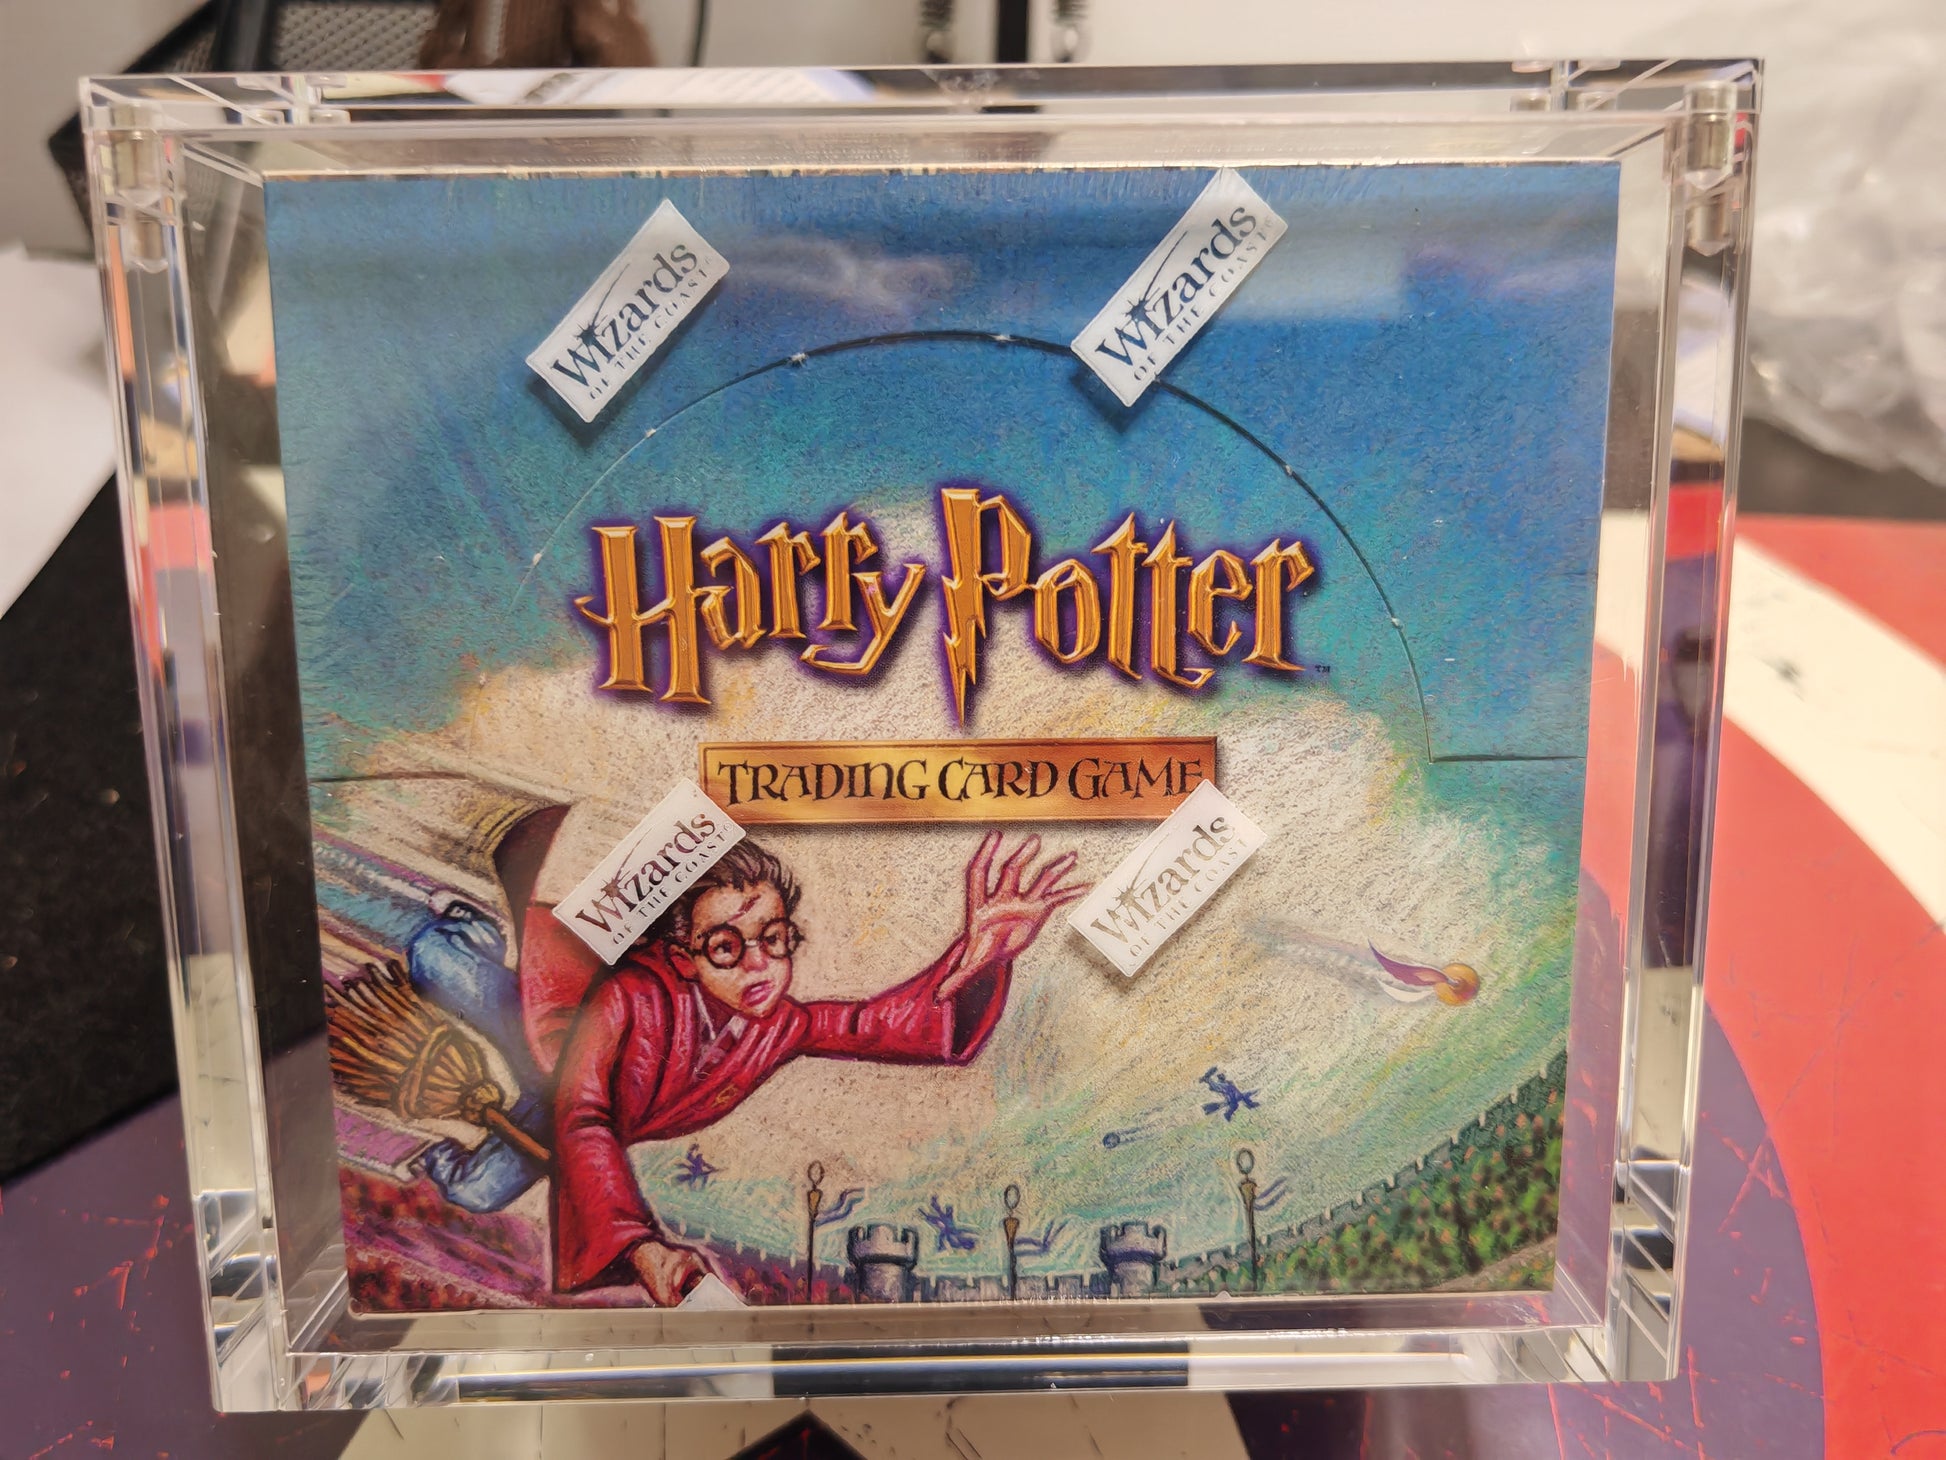 Wizards
OF THE COAST®
Wizards
OF THE COAST®
Harry Potter™
TRADING CARD GAME
Wizards
OF THE COAST®
Wizards
OF THE COAST